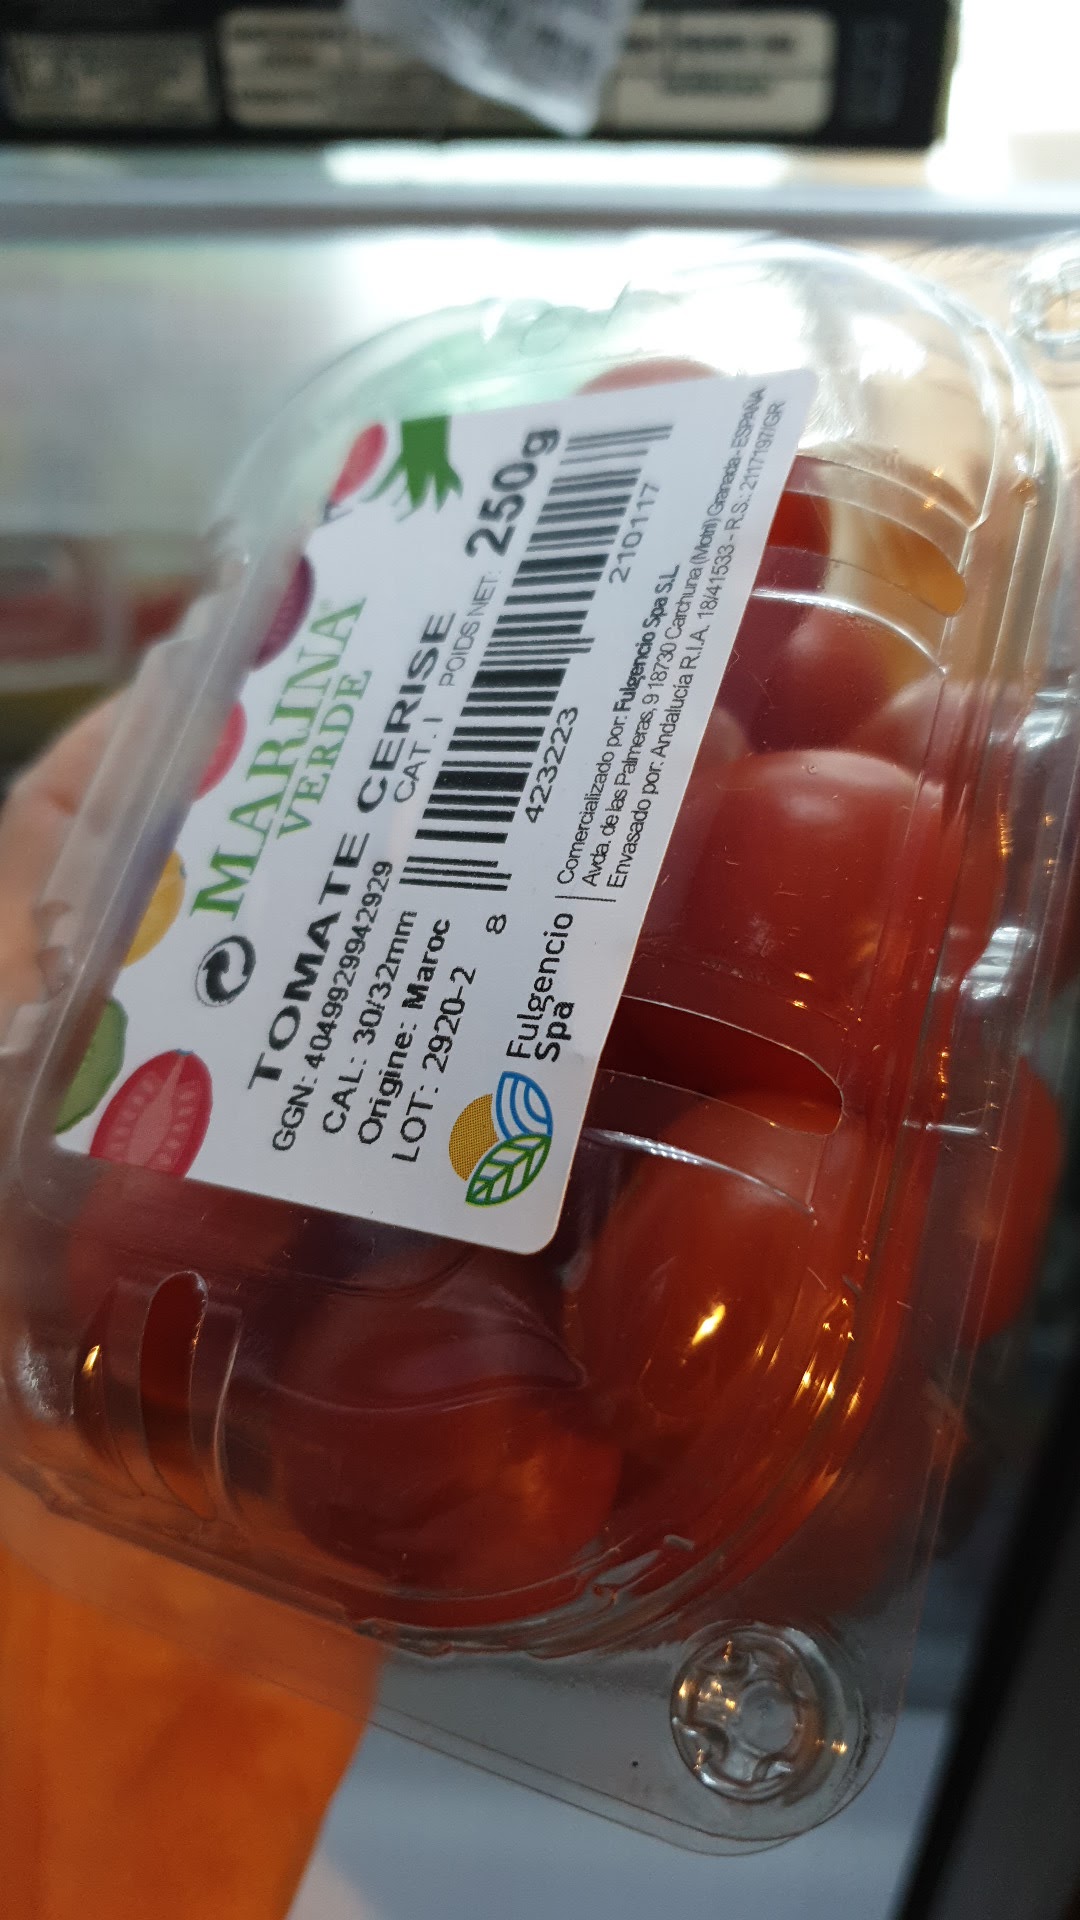 MARINA
VERDE
TOMATE CERISE
GGN: 4049929942929
CAL: 30/32mm CAT. I POIDS NET: 250g
Origine: Maroc
LOT: 2920-2
8 423223 210117
Fulgencio
Spa
Comercializado por: Fulgencio Spa S.L
Avda. de las Palmeras, 9 18730 Carchuna (Motril) Granada - ESPAÑA
Envasado por: Andalucía R.I.A. 18/41533 - R.S.: 2117197/GR